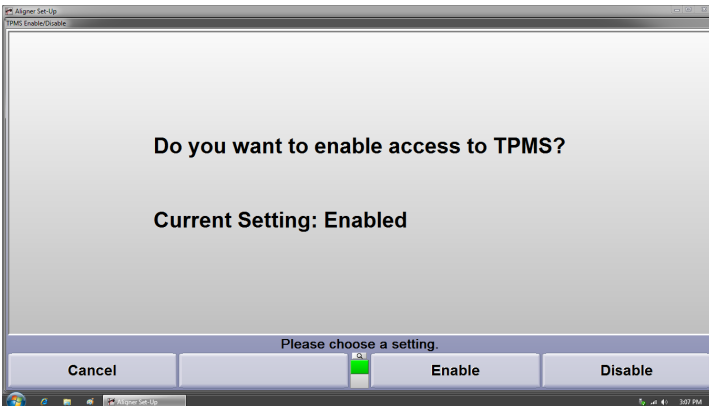 Aligner Set-Up
TPMS Enable/Disable
Do you want to enable access to TPMS?
Current Setting: Enabled
Please choose a setting.
Cancel
Enable
Disable
Aligner Set-Up
3:07 PM